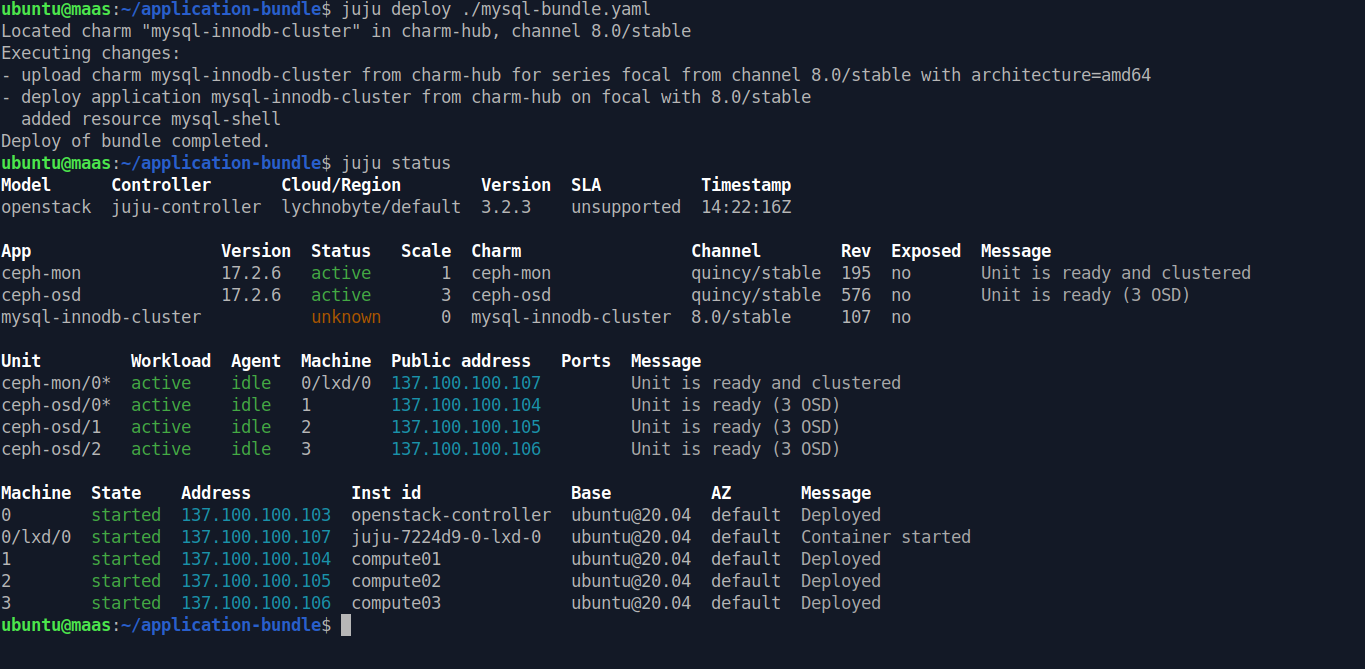 ubuntu@maas:~/application-bundle$ juju deploy ./mysql-bundle.yaml
Located charm "mysql-innodb-cluster" in charm-hub, channel 8.0/stable
Executing changes:
- upload charm mysql-innodb-cluster from charm-hub for series focal from channel 8.0/stable with architecture=amd64
- deploy application mysql-innodb-cluster from charm-hub on focal with 8.0/stable
  added resource mysql-shell
Deploy of bundle completed.
ubuntu@maas:~/application-bundle$ juju status
Model      Controller       Cloud/Region        Version  SLA          Timestamp
openstack  juju-controller  lychnobyte/default  3.2.3    unsupported  14:22:16Z

App                   Version  Status   Scale  Charm                 Channel        Rev  Exposed  Message
ceph-mon              17.2.6   active       1  ceph-mon              quincy/stable  195  no       Unit is ready and clustered
ceph-osd              17.2.6   active       3  ceph-osd              quincy/stable  576  no       Unit is ready (3 OSD)
mysql-innodb-cluster           unknown      0  mysql-innodb-cluster  8.0/stable     107  no

Unit         Workload  Agent  Machine  Public address   Ports  Message
ceph-mon/0*  active    idle   0/lxd/0  137.100.100.107         Unit is ready and clustered
ceph-osd/0*  active    idle   1        137.100.100.104         Unit is ready (3 OSD)
ceph-osd/1   active    idle   2        137.100.100.105         Unit is ready (3 OSD)
ceph-osd/2   active    idle   3        137.100.100.106         Unit is ready (3 OSD)

Machine  State    Address          Inst id               Base          AZ       Message
0        started  137.100.100.103  openstack-controller  ubuntu@20.04  default  Deployed
0/lxd/0  started  137.100.100.107  juju-7224d9-0-lxd-0   ubuntu@20.04  default  Container started
1        started  137.100.100.104  compute01             ubuntu@20.04  default  Deployed
2        started  137.100.100.105  compute02             ubuntu@20.04  default  Deployed
3        started  137.100.100.106  compute03             ubuntu@20.04  default  Deployed
ubuntu@maas:~/application-bundle$